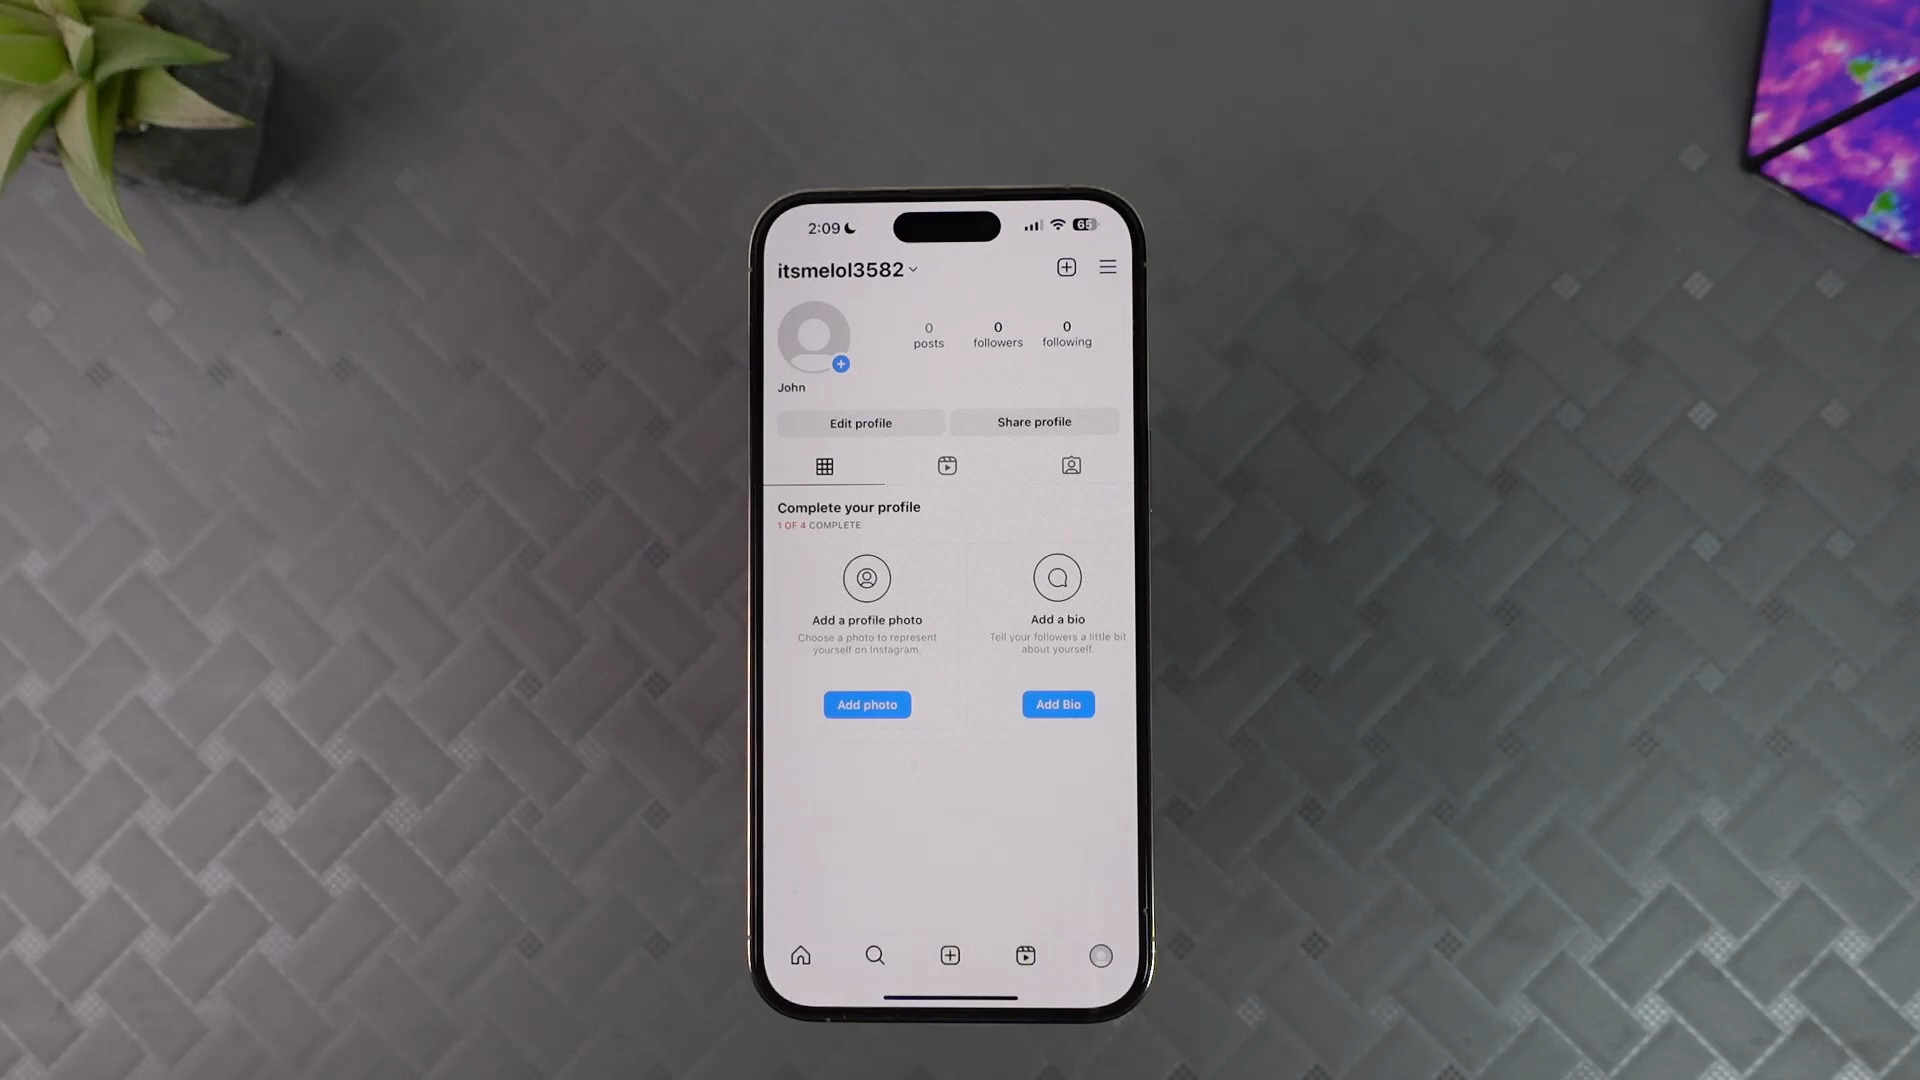 2:09
65
itsmelol3582
0 0 0
posts followers following
John
Edit profile Share profile
Complete your profile
1 OF 4 COMPLETE
Add a profile photo
Choose a photo to represent
yourself on Instagram.
Add photo
Add a bio
Tell your followers a little bit
about yourself.
Add Bio